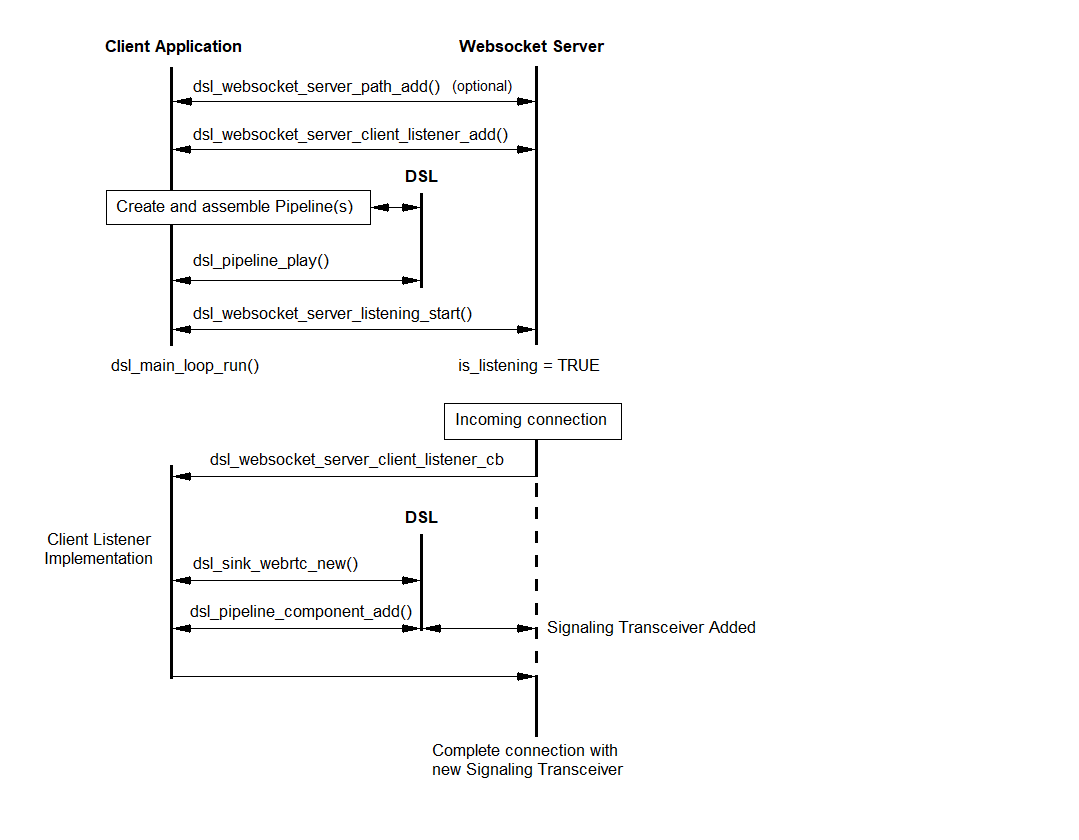 Client Application
Websocket Server
dsl_websocket_server_path_add() (optional)
dsl_websocket_server_client_listener_add()
DSL
Create and assemble Pipeline(s)
dsl_pipeline_play()
dsl_websocket_server_listening_start()
dsl_main_loop_run()
is_listening = TRUE
Incoming connection
dsl_websocket_server_client_listener_cb
DSL
Client Listener
Implementation
dsl_sink_webrtc_new()
dsl_pipeline_component_add()
Signaling Transceiver Added
Complete connection with
new Signaling Transceiver